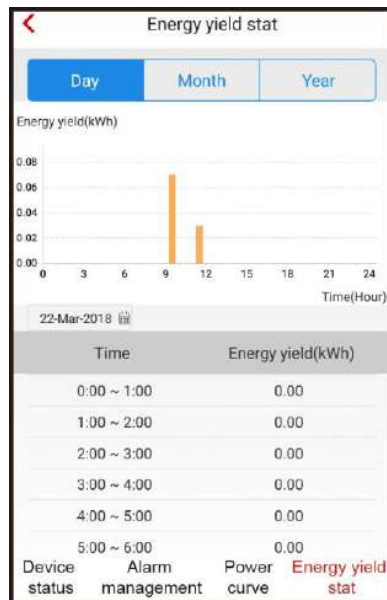 Energy yield stat
Day Month Year
Energy yield(kWh)
0.08
0.06
0.04
0.02
0.00
0 3 6 9 12 15 18 21 24
Time(Hour)
22-Mar-2018
Time Energy yield(kWh)
0:00 ~ 1:00 0.00
1:00 ~ 2:00 0.00
2:00 ~ 3:00 0.00
3:00 ~ 4:00 0.00
4:00 ~ 5:00 0.00
5:00 ~ 6:00 0.00
Device Alarm Power Energy yield
status management curve stat